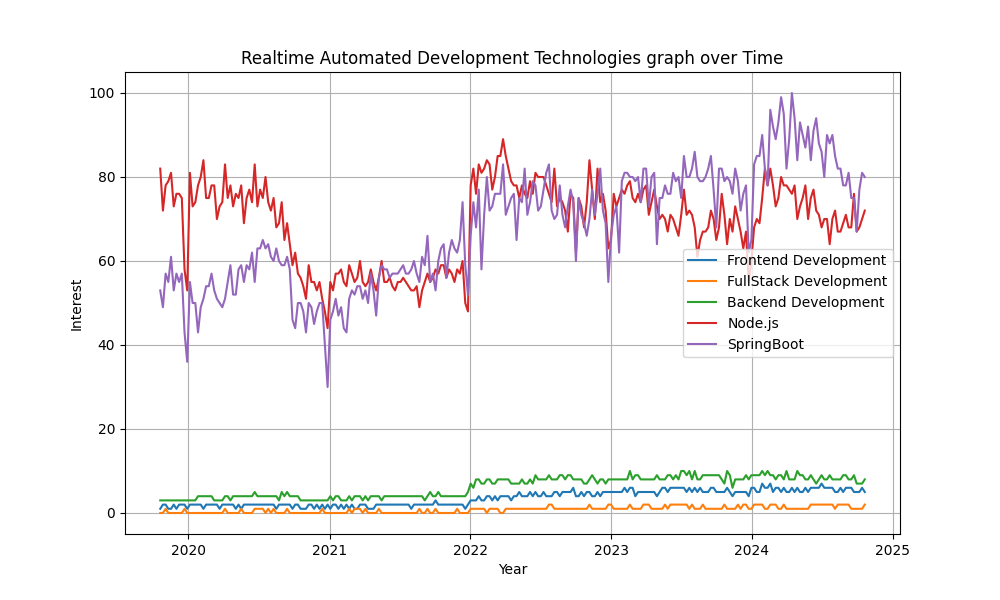 Realtime Automated Development Technologies graph over Time
100
80
60
40
20
0
Interest
Frontend Development
FullStack Development
Backend Development
Node.js
SpringBoot
2020
2021
2022
2023
2024
2025
Year